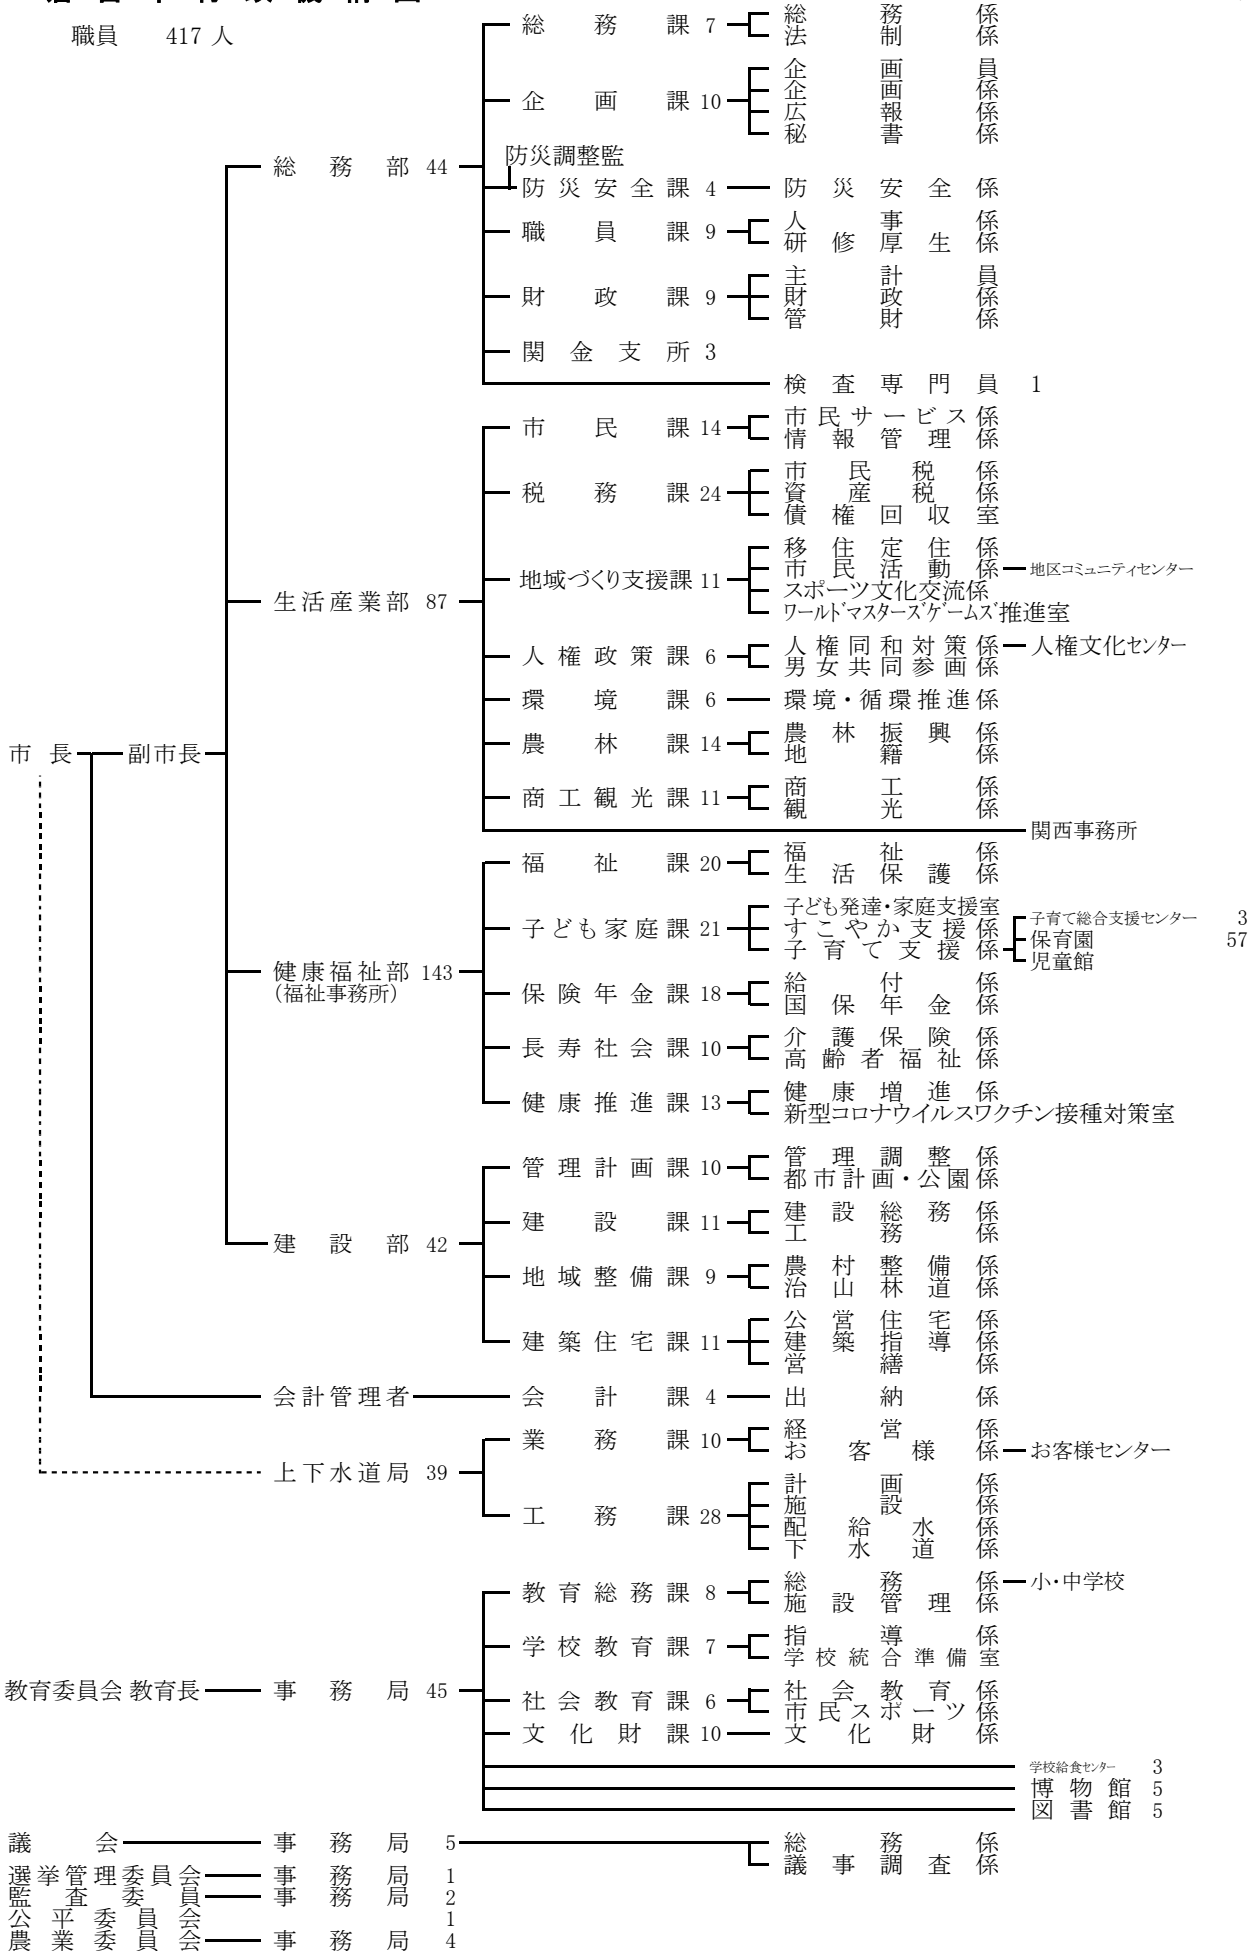 職員 417 人
総務課 7 総務係
法制係
企画員
企画課 10 企画係
広報係
秘書係
防災調整監
総務部 44
防災安全課 4 防災安全係
職員課 9 人事係
研修厚生係
主計員
財政課 9 財政係
管財係
関金支所 3
検査専門員 1
市民課 14 市民サービス係
情報管理係
市民税係
税務課 24 資産税係
債権回収室
移住定住係
市民活動係 地区コミュニティセンター
地域づくり支援課 11
スポーツ文化交流係
生活産業部 87
ワールドマスターズゲームズ推進室
人権政策課 6 人権同和対策係 人権文化センター
男女共同参画係
環境課 6 環境・循環推進係
農林課 14 農林振興係
市長 副市長 地籍係
商工観光課 11 商工係
観光係
関西事務所
福祉課 20 福祉係
生活保護係
子ども発達・家庭支援室 子育て総合支援センター 3
子ども家庭課 21 すこやか支援係 保育園 57
子育て支援係 児童館
健康福祉部 143
(福祉事務所)
保険年金課 18 給付係
国保年金係
長寿社会課 10 介護保険係
高齢者福祉係
健康推進課 13 健康増進係
新型コロナウイルスワクチン接種対策室
管理計画課 10 管理調整係
都市計画・公園係
建設課 11 建設総務係
工務係
建設部 42
地域整備課 9 農村整備係
治山林道係
公営住宅係
建築住宅課 11 建築指導係
営繕係
会計管理者 会計課 4 出納係
業務課 10 経営係
お客様係 お客様センター
上下水道局 39
計画係
工務課 28 施設係
配給水係
下水道係
教育総務課 8 総務係 小・中学校
施設管理係
学校教育課 7 指導係
学校統合準備室
教育委員会 教育長 事務局 45
社会教育課 6 社会教育係
市民スポーツ係
文化財課 10 文化財係
学校給食センター 3
博物館 5
図書館 5
議会 事務局 5 総務係
議事調査係
選挙管理委員会 事務局 1
監査委員 事務局 2
公平委員会 1
農業委員会 事務局 4